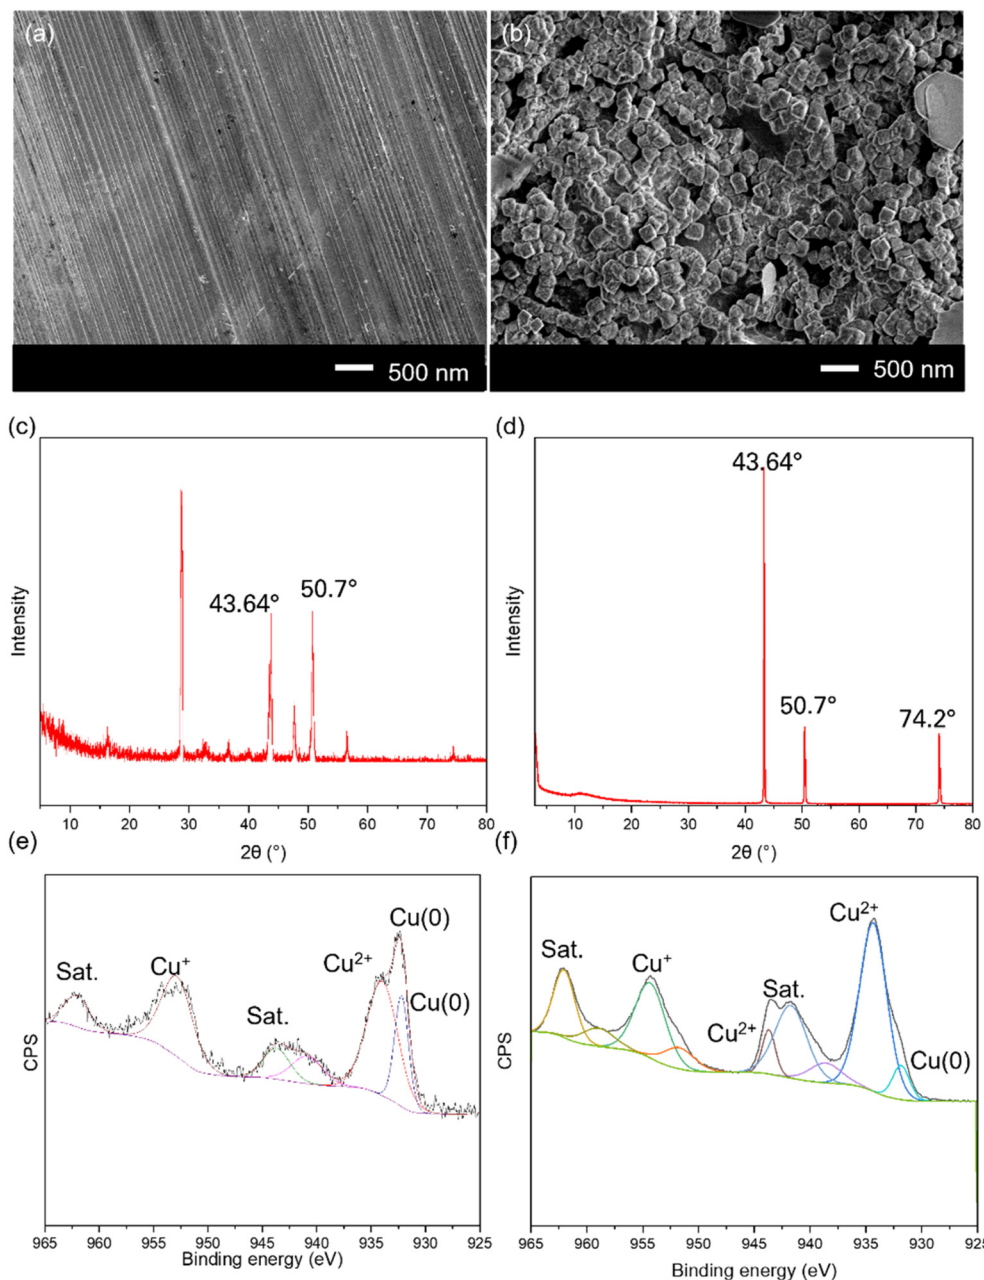 (a)
(b)
500 nm
500 nm
(c)
Intensity
43.64°
50.7°
10 20 30 40 50 60 70 80
2θ (°)
(d)
Intensity
43.64°
50.7°
74.2°
10 20 30 40 50 60 70 80
2θ (°)
(e)
CPS
Sat.
Cu⁺
Sat.
Cu²⁺
Cu(0)
Cu(0)
965 960 955 950 945 940 935 930 925
Binding energy (eV)
(f)
CPS
Sat.
Cu⁺
Cu²⁺
Sat.
Cu²⁺
Cu(0)
965 960 955 950 945 940 935 930 925
Binding energy (eV)